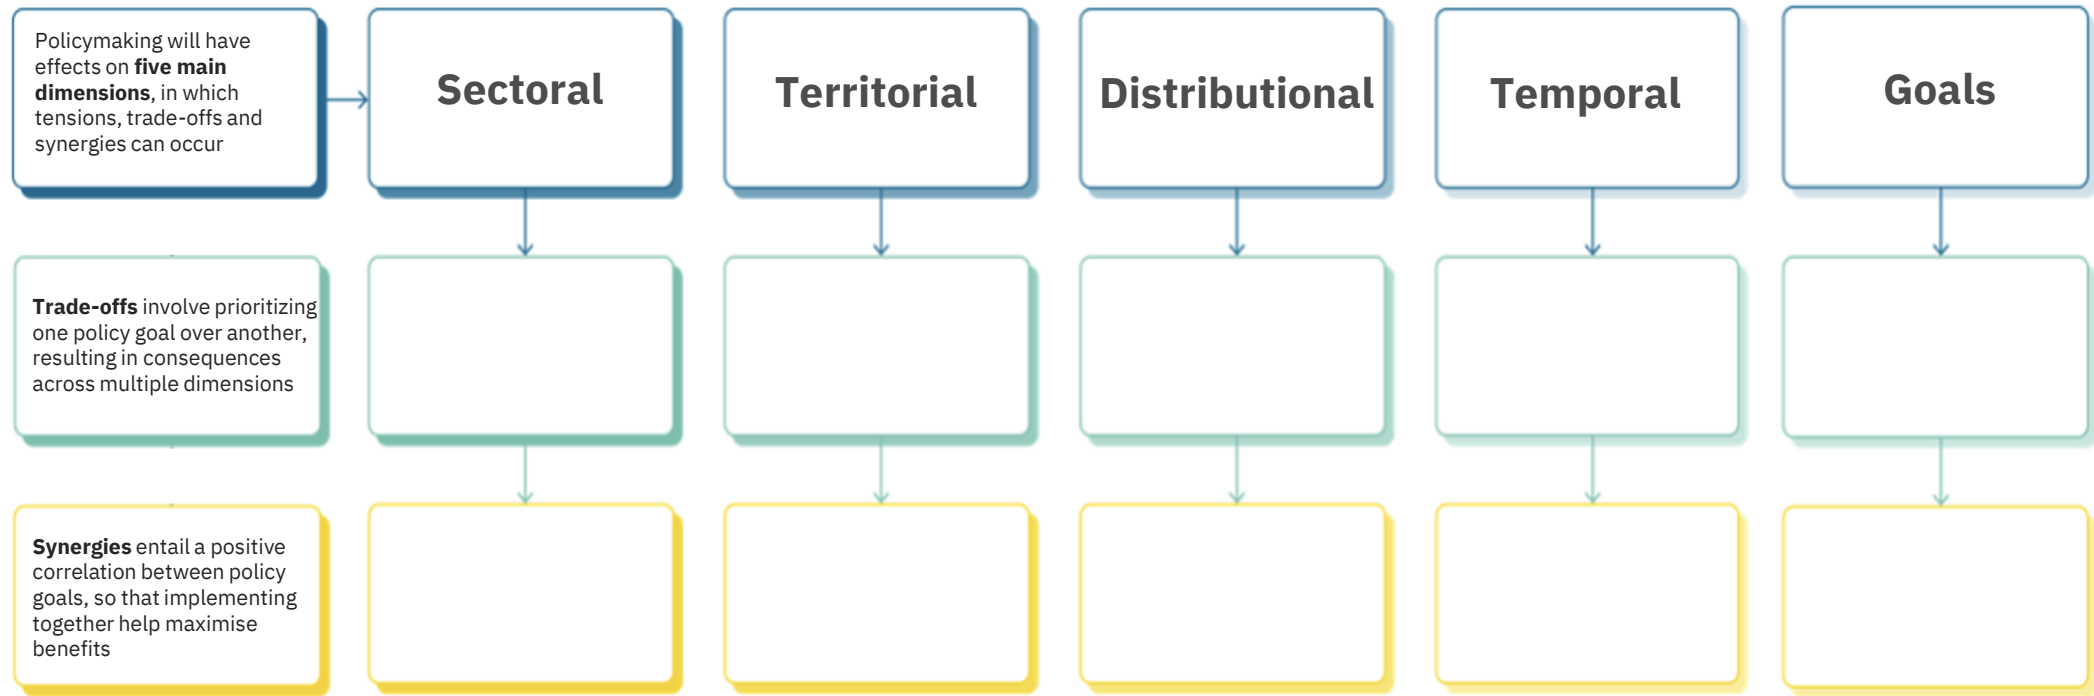 Policymaking will have
effects on five main
dimensions, in which
tensions, trade-offs and
synergies can occur
Sectoral
Territorial
Distributional
Temporal
Goals
Trade-offs involve prioritizing
one policy goal over another,
resulting in consequences
across multiple dimensions
Synergies entail a positive
correlation between policy
goals, so that implementing
together help maximise
benefits